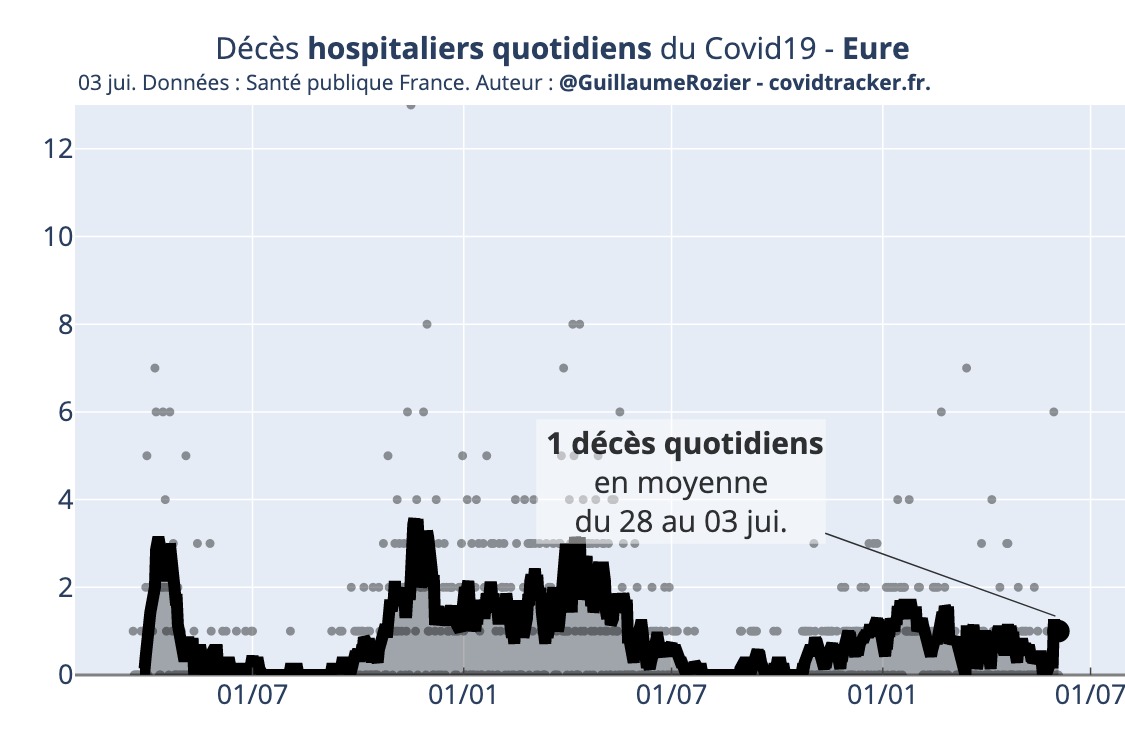 Décès hospitaliers quotidiens du Covid19 - Eure
03 jui. Données : Santé publique France. Auteur : @GuillaumeRozier - covidtracker.fr.
12
10
8
6
1 décès quotidiens
en moyenne
4
du 28 au 03 jui.
2
0
01/07 01/01 01/07 01/01 01/07